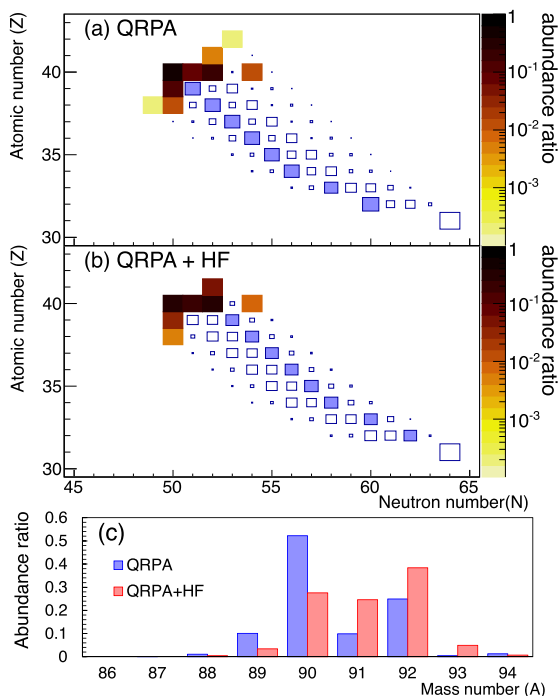 (a) QRPA
Atomic number (Z)
40
35
30
1
10-1
10-2
10-3
abundance ratio
(b) QRPA + HF
Atomic number (Z)
40
35
30
1
10-1
10-2
10-3
abundance ratio
45 50 55 60 65
Neutron number(N)
(c)
Abundance ratio
0.6
0.5
0.4
0.3
0.2
0.1
0
QRPA
QRPA+HF
86 87 88 89 90 91 92 93 94
Mass number (A)